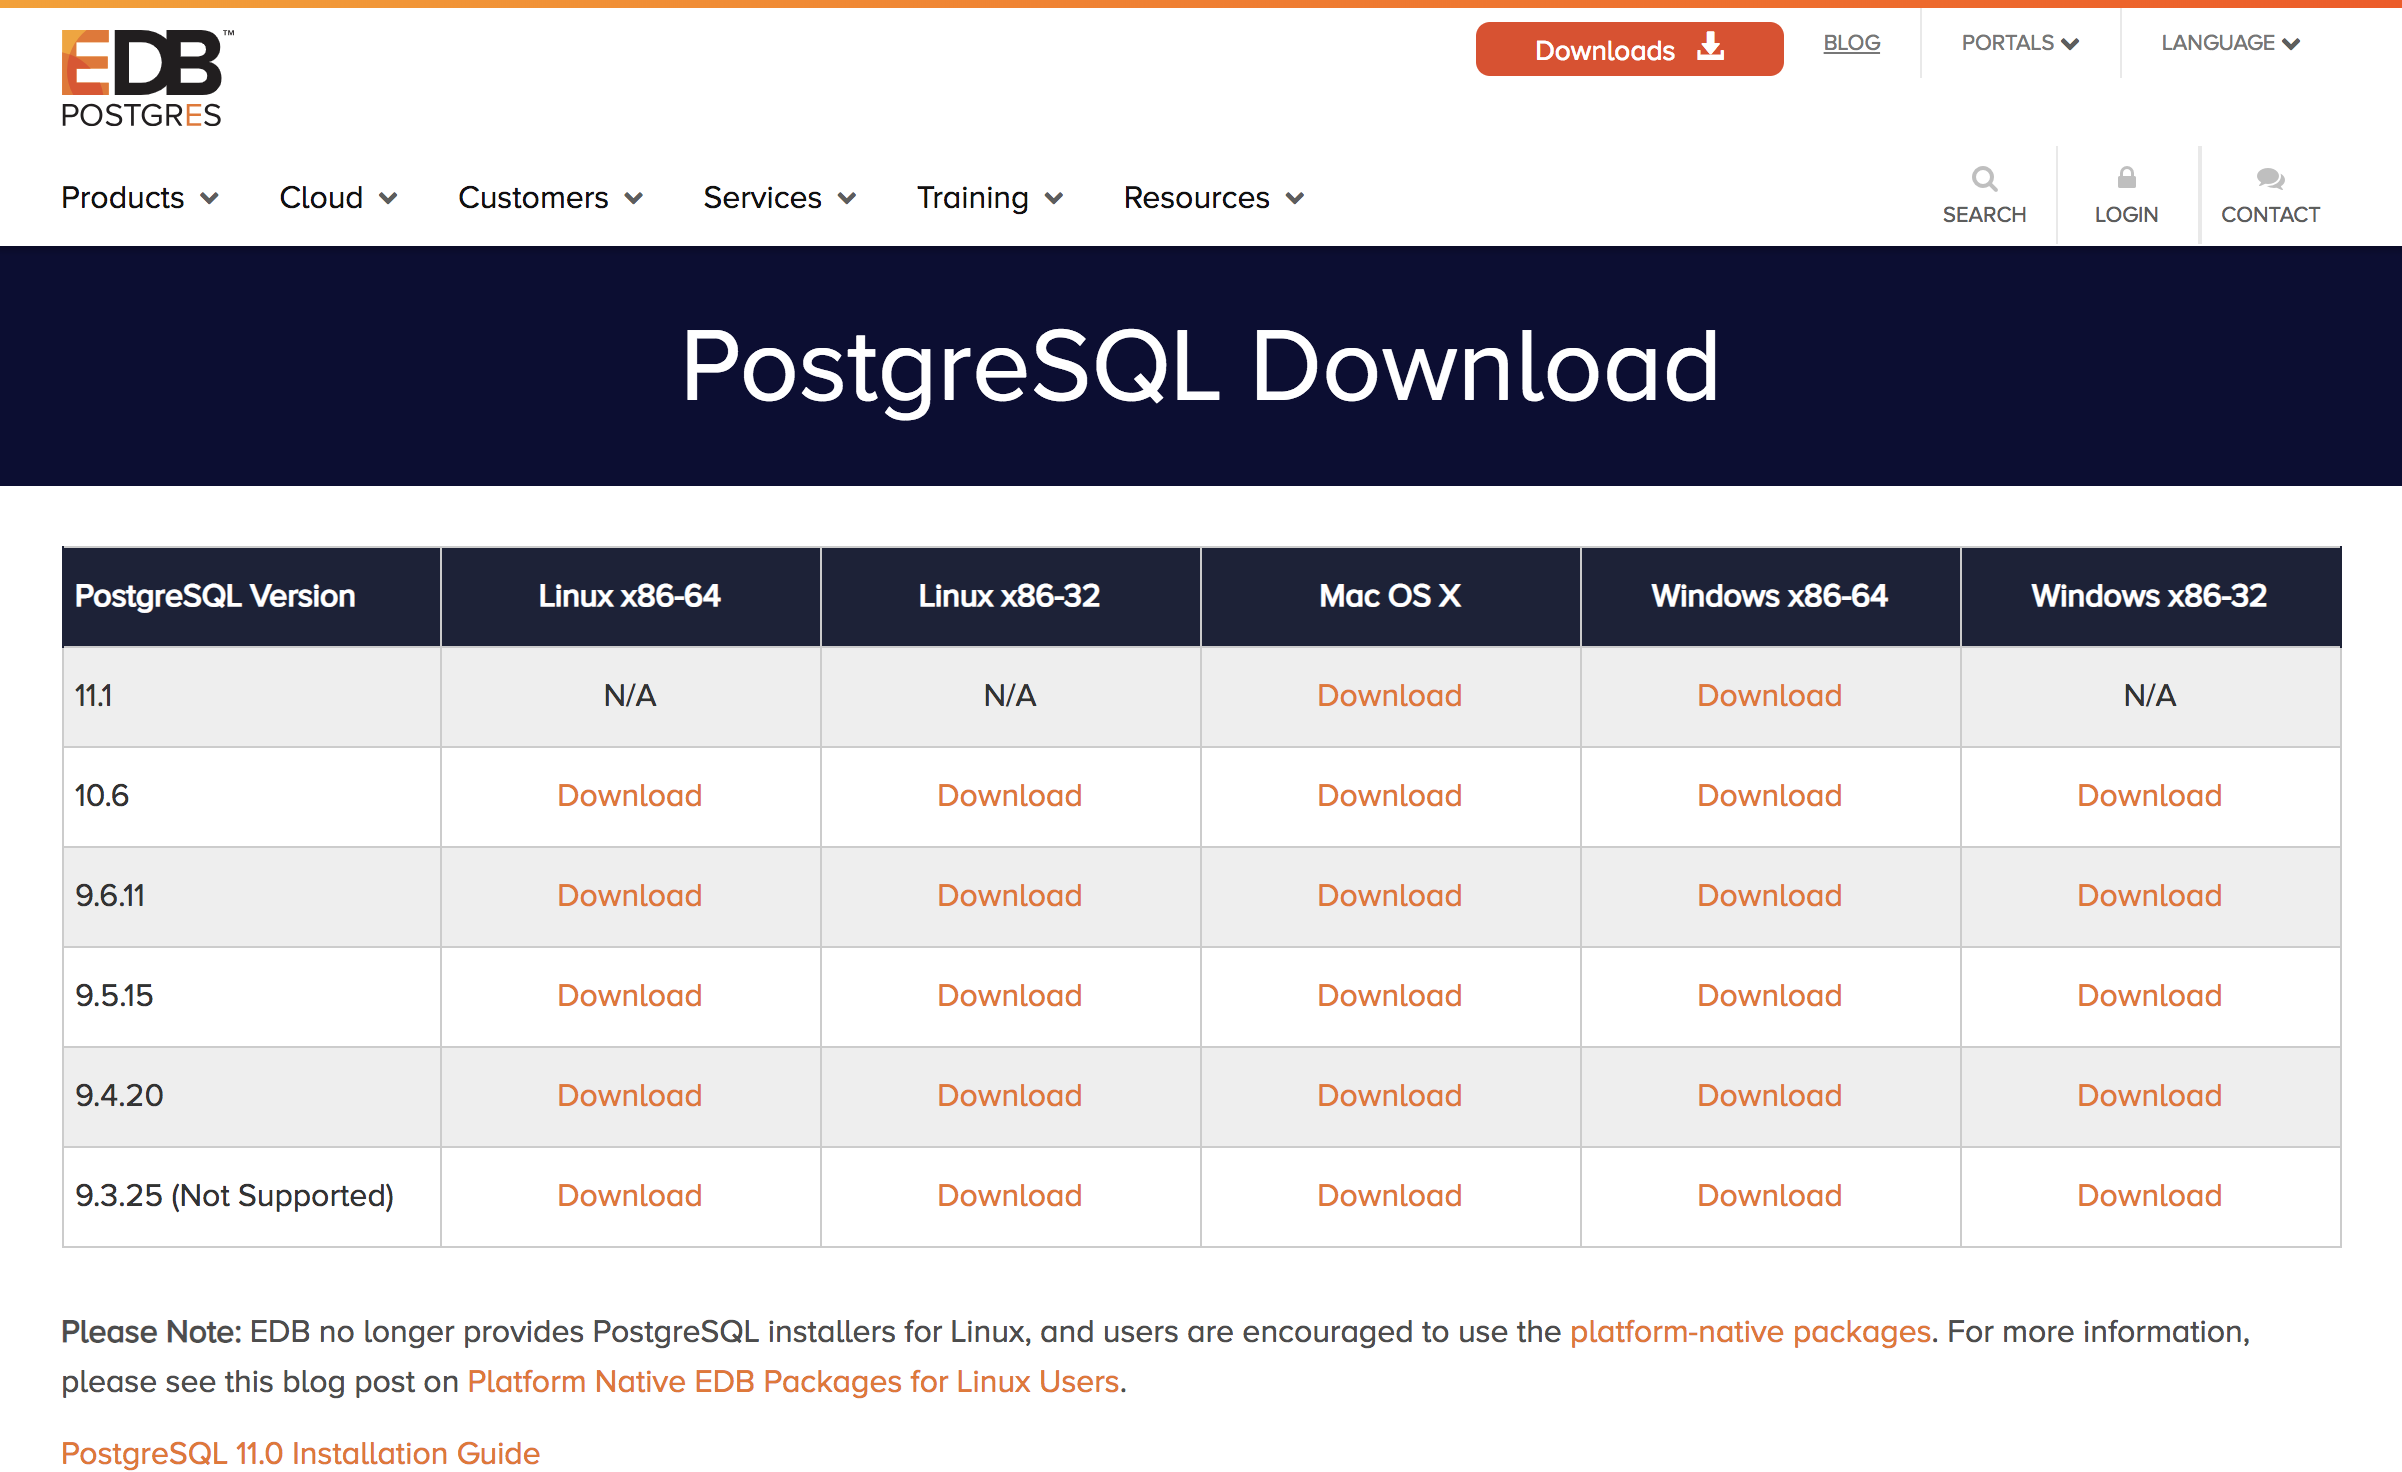 EDB™
POSTGRES
Downloads
BLOG
PORTALS
LANGUAGE
Products
Cloud
Customers
Services
Training
Resources
SEARCH
LOGIN
CONTACT
PostgreSQL Download
PostgreSQL Version Linux x86-64 Linux x86-32 Mac OS X Windows x86-64 Windows x86-32
11.1 N/A N/A Download Download N/A
10.6 Download Download Download Download Download
9.6.11 Download Download Download Download Download
9.5.15 Download Download Download Download Download
9.4.20 Download Download Download Download Download
9.3.25 (Not Supported) Download Download Download Download Download
Please Note: EDB no longer provides PostgreSQL installers for Linux, and users are encouraged to use the platform-native packages. For more information,
please see this blog post on Platform Native EDB Packages for Linux Users.
PostgreSQL 11.0 Installation Guide